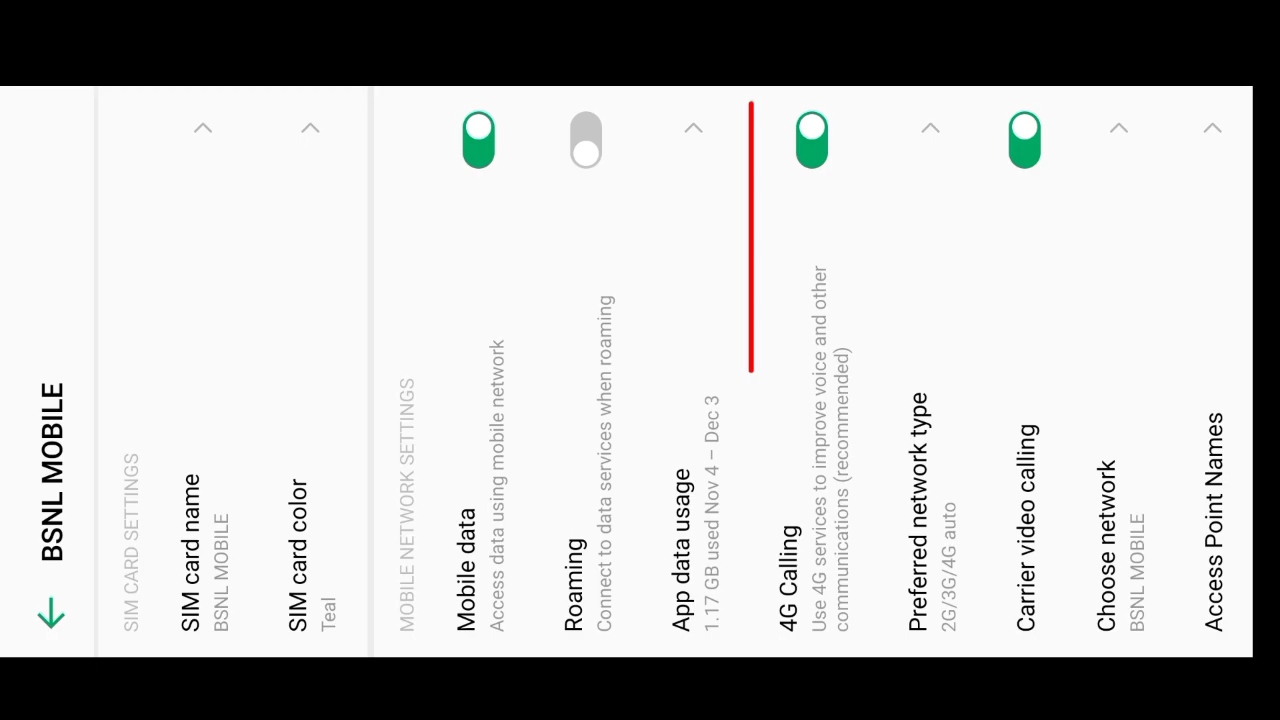 BSNL MOBILE
SIM CARD SETTINGS
SIM card name
BSNL MOBILE
SIM card color
Teal
MOBILE NETWORK SETTINGS
Mobile data
Access data using mobile network
Roaming
Connect to data services when roaming
App data usage
1.17 GB used Nov 4 – Dec 3
4G Calling
Use 4G services to improve voice and other
communications (recommended)
Preferred network type
2G/3G/4G auto
Carrier video calling
Choose network
BSNL MOBILE
Access Point Names